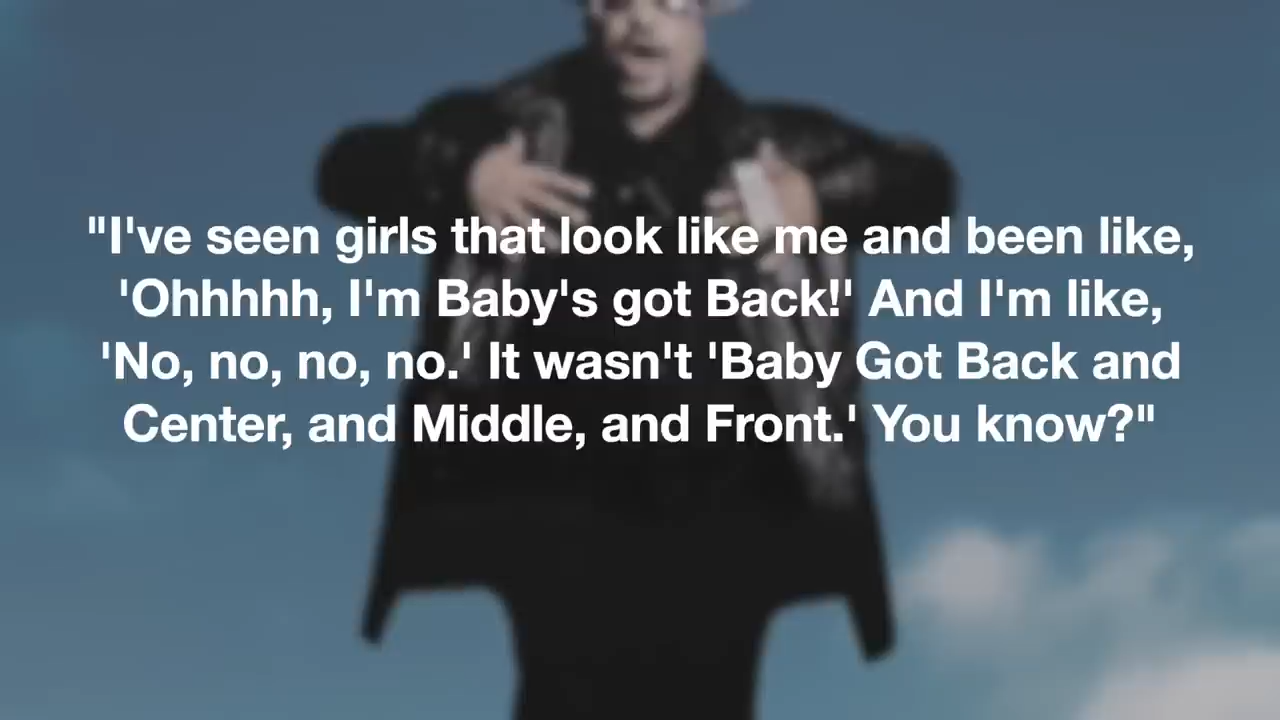 "I've seen girls that look like me and been like,
'Ohhhhh, I'm Baby's got Back!' And I'm like,
'No, no, no, no.' It wasn't 'Baby Got Back and
Center, and Middle, and Front.' You know?"